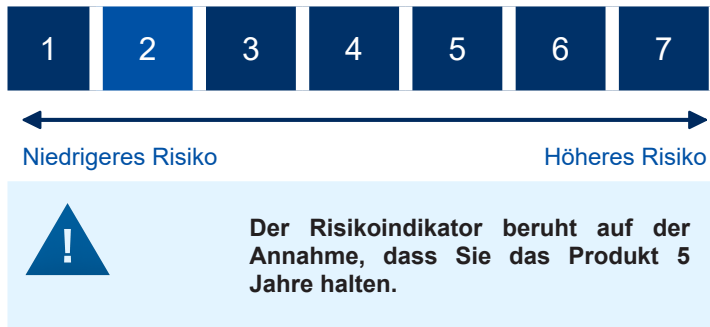 1 2 3 4 5 6 7
Niedrigeres Risiko Höheres Risiko
!
Der Risikoindikator beruht auf der
Annahme, dass Sie das Produkt 5
Jahre halten.